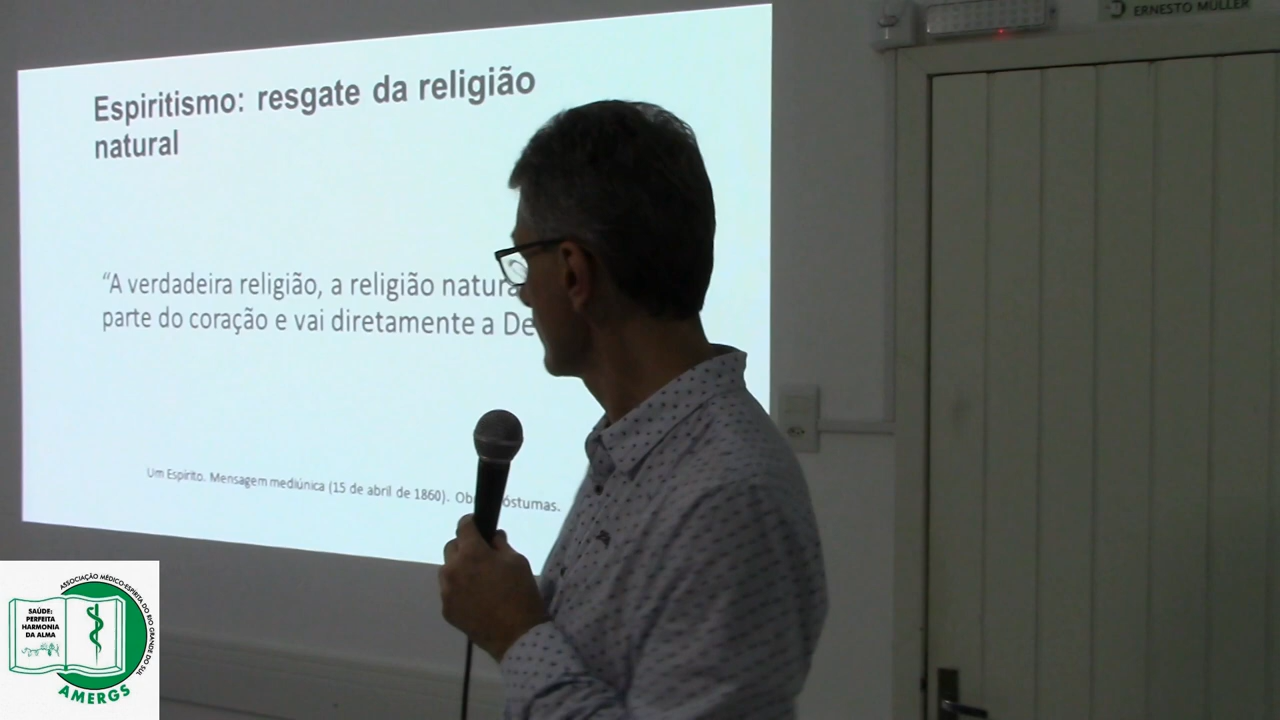 ERNESTO MÜLLER
Espiritismo: resgate da religião
natural
“A verdadeira religião, a religião natura
parte do coração e vai diretamente a De
Um Espírito. Mensagem mediúnica (15 de abril de 1860). Ob óstumas.
ASSOCIAÇÃO MÉDICO-ESPÍRITA DO RIO GRANDE DO SUL
SAÚDE:
PERFEITA
HARMONIA
DA ALMA
AMERGS